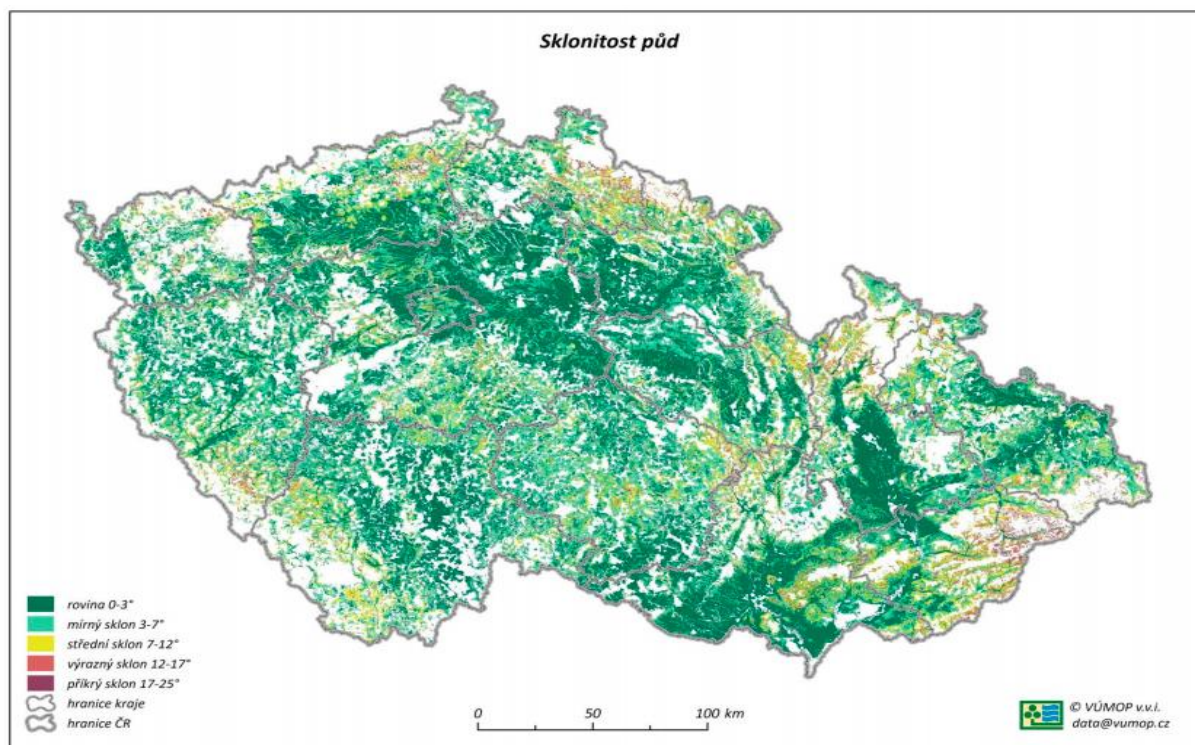 Sklonitost půd
rovina 0-3°
mírný sklon 3-7°
střední sklon 7-12°
výrazný sklon 12-17°
příkrý sklon 17-25°
hranice kraje
hranice ČR
0 50 100 km
© VÚMOP v.v.i.
data@vumop.cz